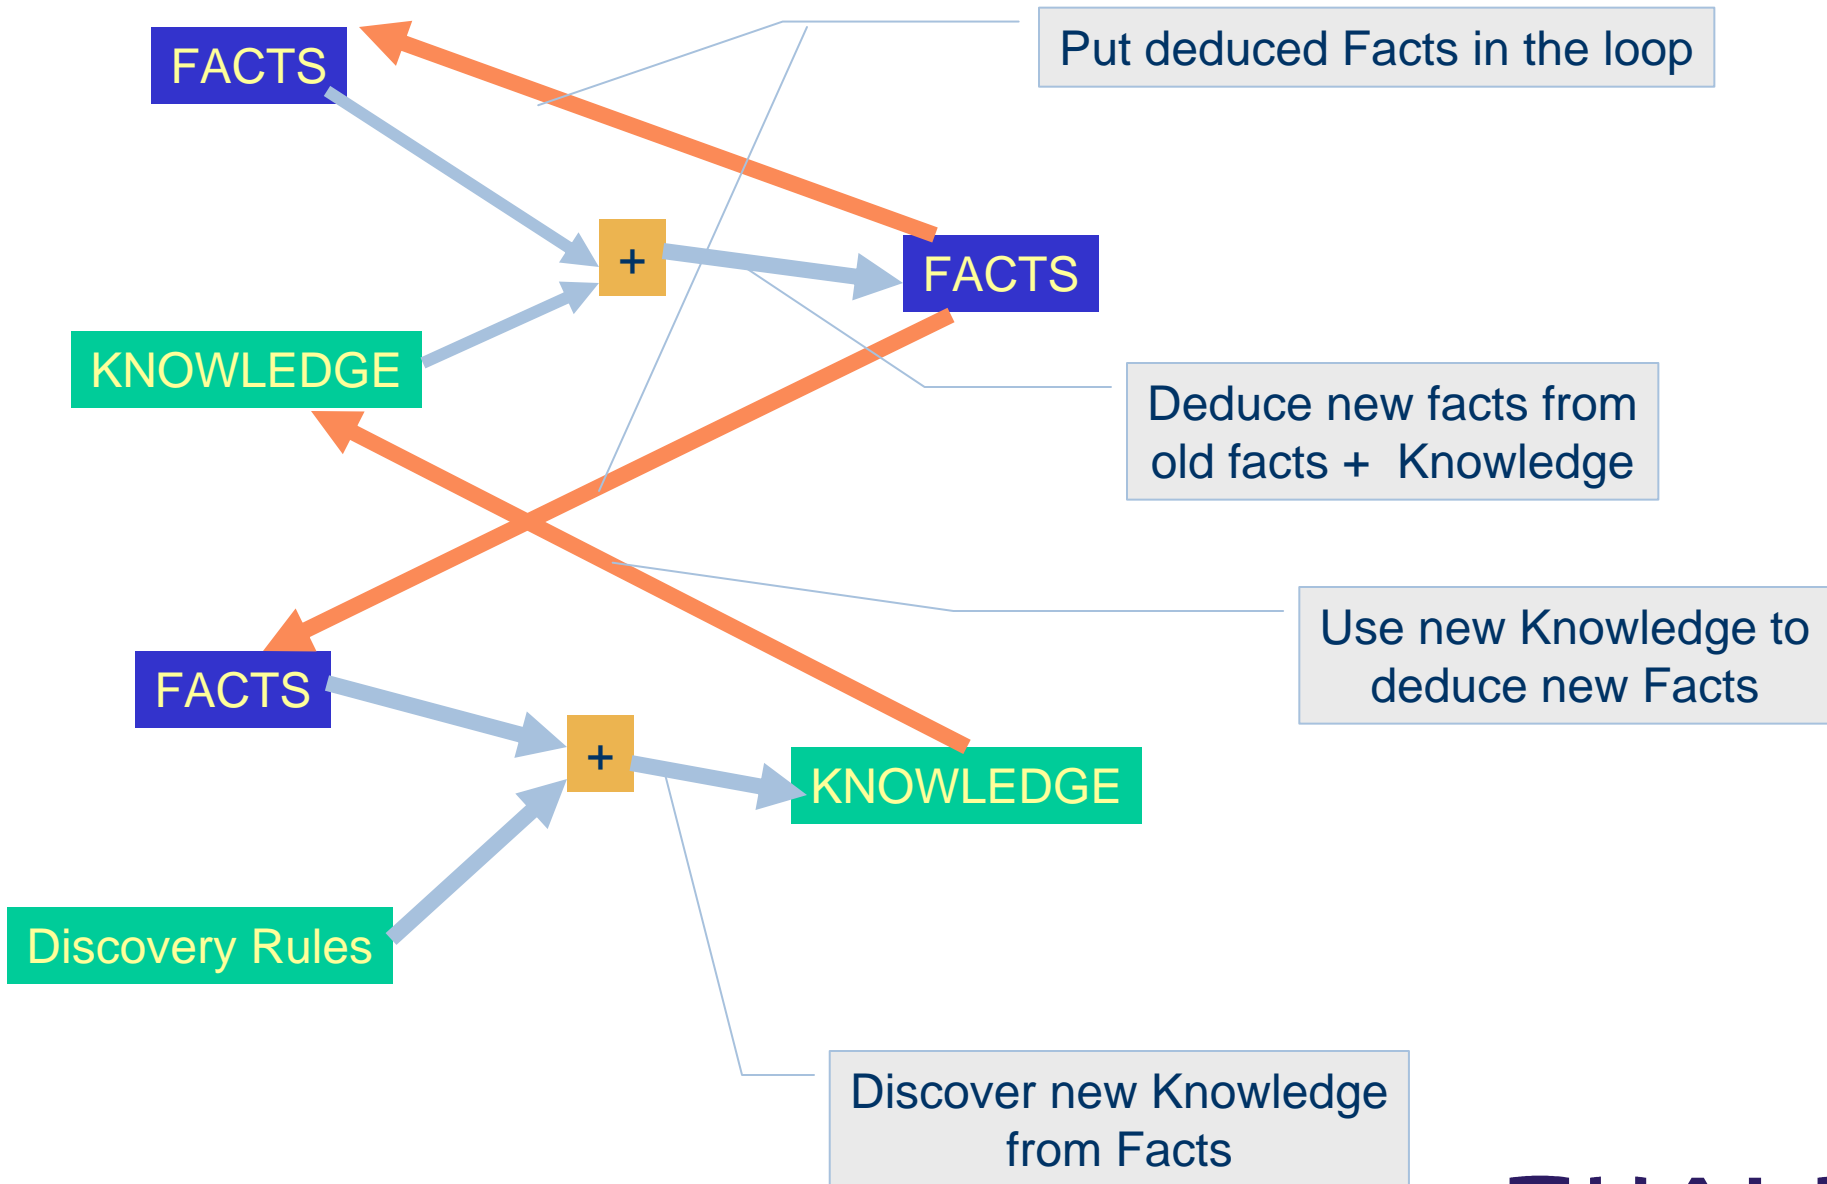 FACTS
Put deduced Facts in the loop
+
FACTS
KNOWLEDGE
Deduce new facts from
old facts + Knowledge
Use new Knowledge to
deduce new Facts
FACTS
+
KNOWLEDGE
Discovery Rules
Discover new Knowledge
from Facts